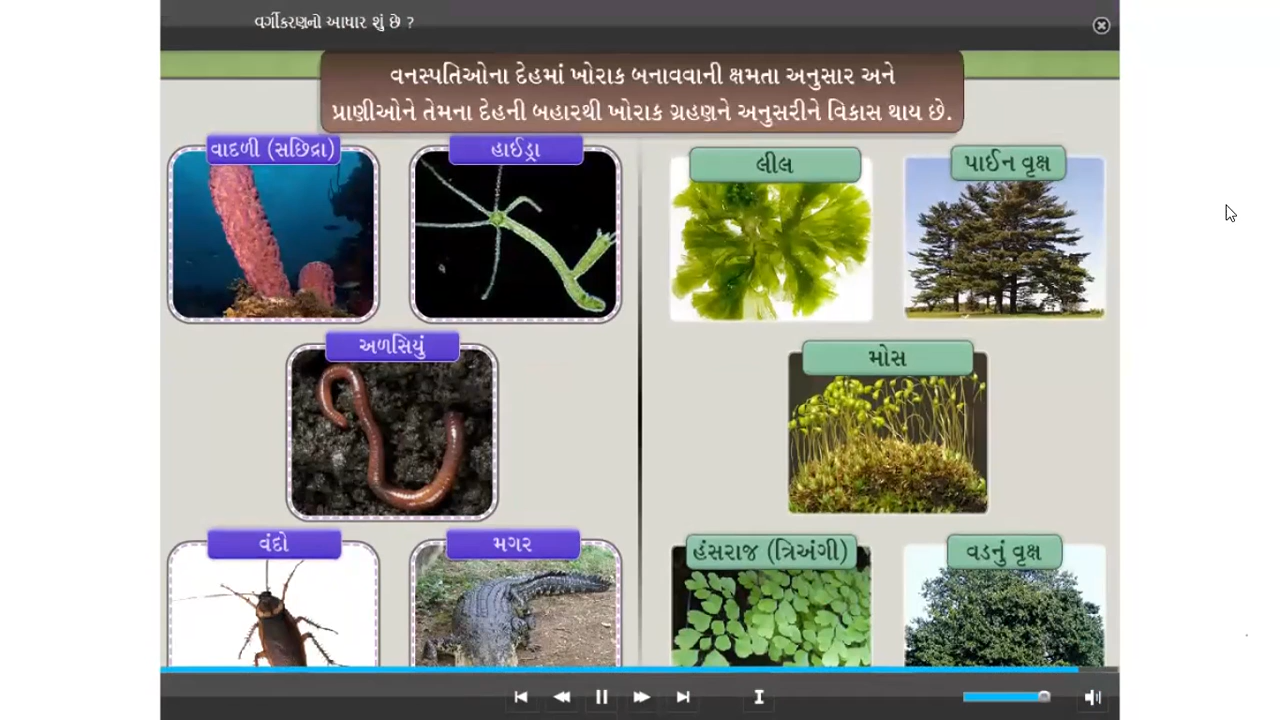 વર્ગીકરણનો આધાર શું છે ?
વનસ્પતિઓના દેહમાં ખોરાક બનાવવાની ક્ષમતા અનુસાર અને
પ્રાણીઓને તેમના દેહની બહારથી ખોરાક ગ્રહણને અનુસરીને વિકાસ થાય છે.
વાદળી (સછિદ્રા)
હાઈડ્રા
લીલ
પાઈન વૃક્ષ
અળસિયું
મોસ
વંદો
મગર
હંસરાજ (ત્રિઅંગી)
વડનું વૃક્ષ